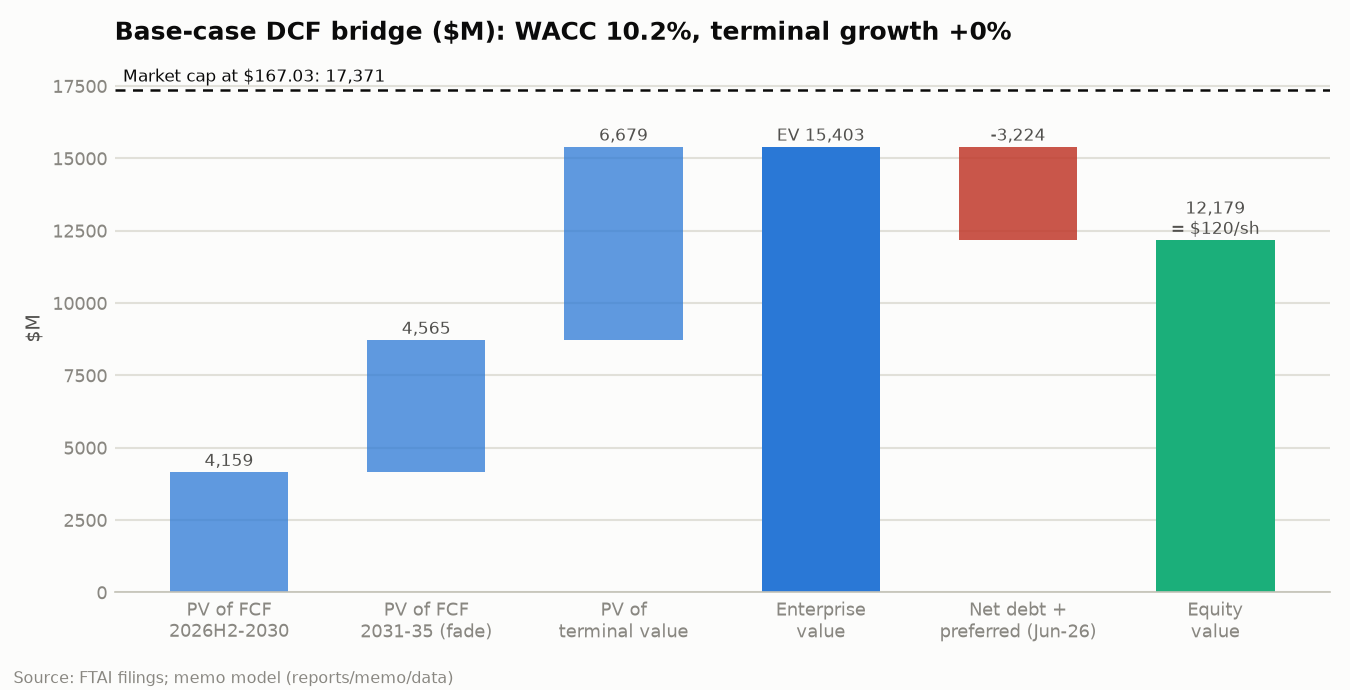 Base-case DCF bridge ($M): WACC 10.2%, terminal growth +0%
Market cap at $167.03: 17,371
17500
15000
12500
10000
7500
5000
2500
0
$M
4,159
4,565
6,679
EV 15,403
-3,224
12,179
= $120/sh
PV of FCF
2026H2-2030
PV of FCF
2031-35 (fade)
PV of
terminal value
Enterprise
value
Net debt +
preferred (Jun-26)
Equity
value
Source: FTAI filings; memo model (reports/memo/data)